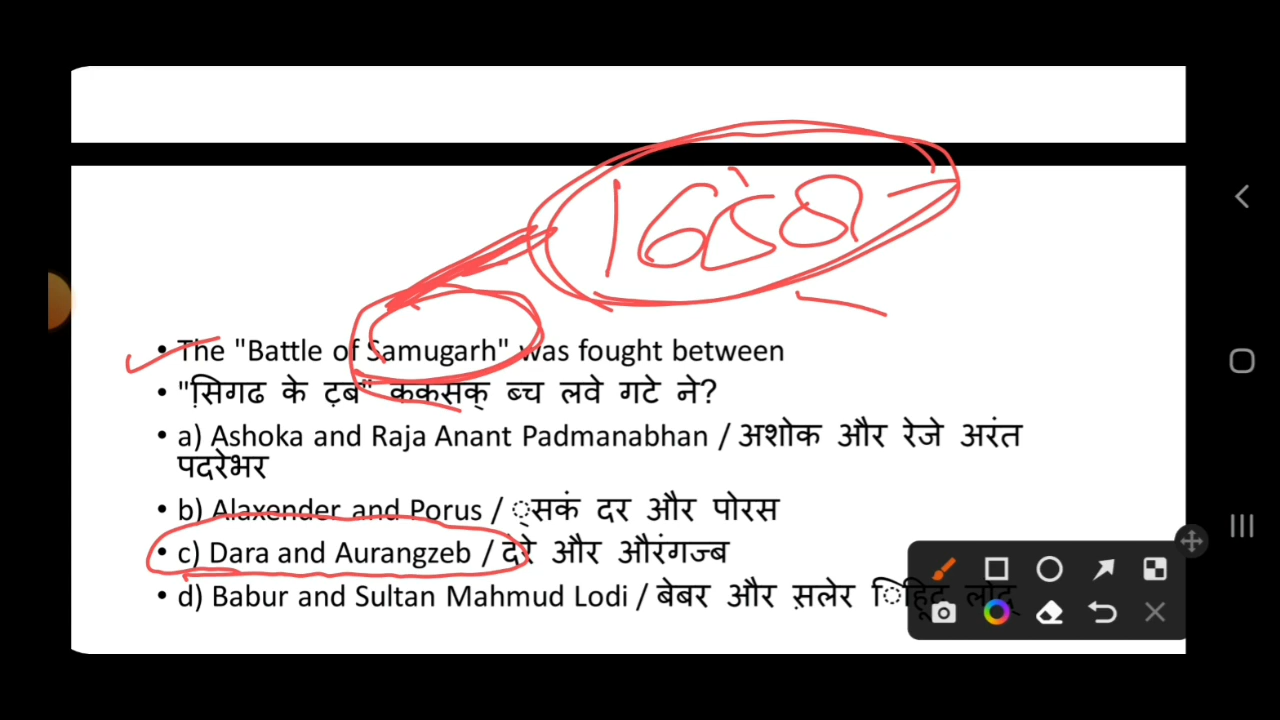 1658
• The "Battle of Samugarh" was fought between
• "स़िगढ के ट़ब" ककसक् ब्च लवे गटे ने?
• a) Ashoka and Raja Anant Padmanabhan / अशोक और रेजे अरंत
पदरेभर
• b) Alaxender and Porus / ्सकं दर और पोरस
• c) Dara and Aurangzeb / देरे और औरंगज्ब
• d) Babur and Sultan Mahmud Lodi / बेबर और स़लेर